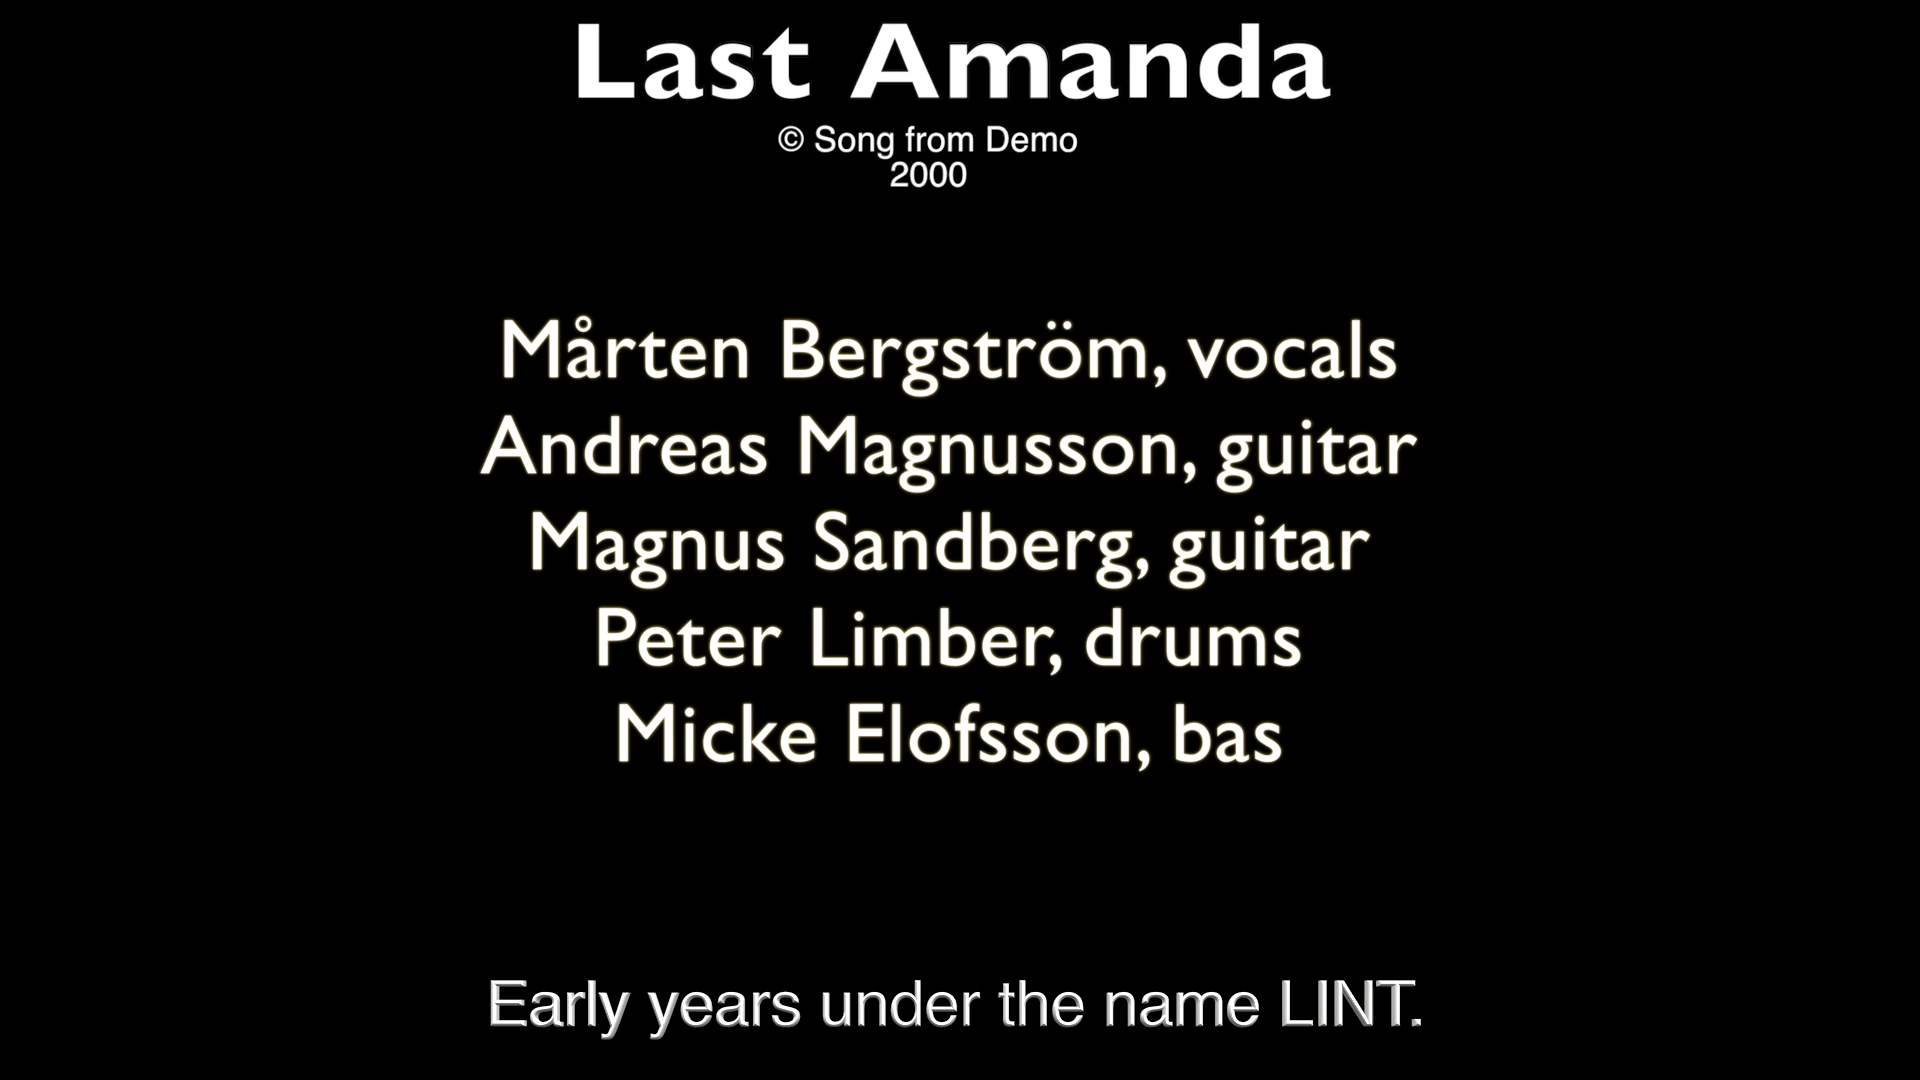 Last Amanda
© Song from Demo
2000
Mårten Bergström, vocals
Andreas Magnusson, guitar
Magnus Sandberg, guitar
Peter Limber, drums
Micke Elofsson, bas
Early years under the name LINT.